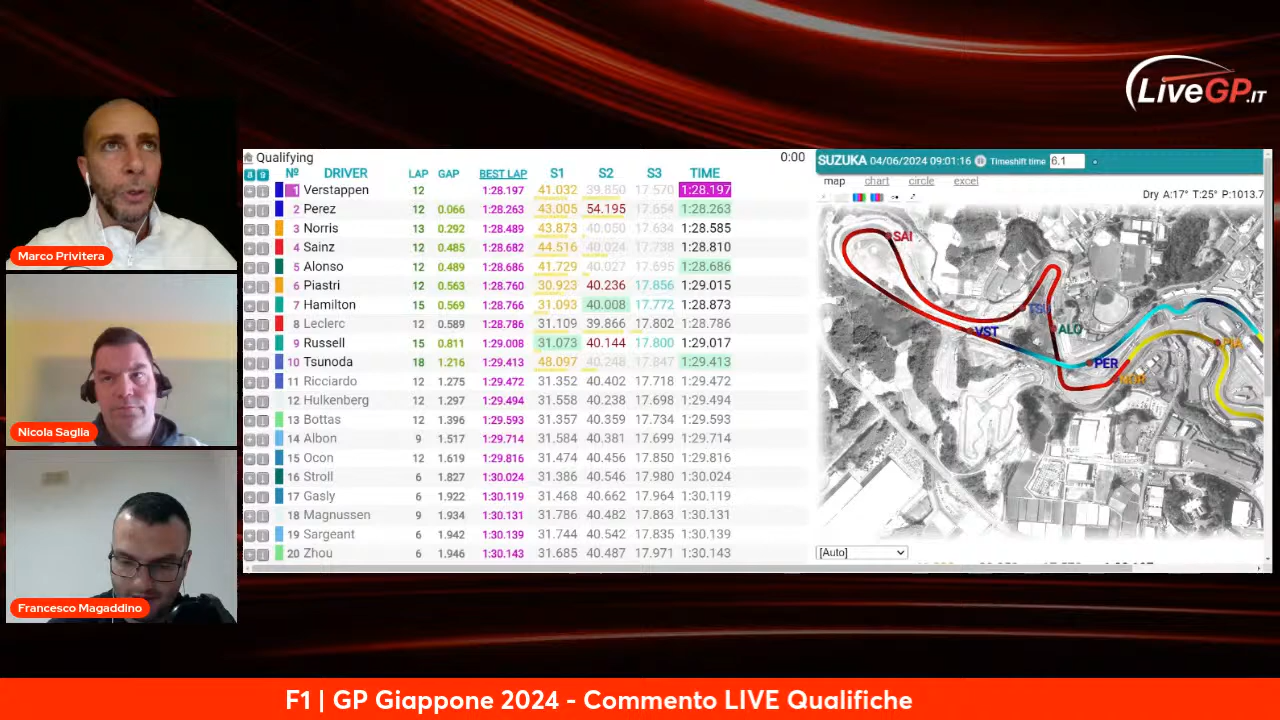 LiveGP.IT
Marco Privitera
Nicola Saglia
Francesco Magaddino
Qualifying 0:00
Nº DRIVER LAP GAP BEST LAP S1 S2 S3 TIME
1 Verstappen 12 1:28.197 41.032 39.850 17.570 1:28.197
2 Perez 12 0.066 1:28.263 43.005 54.195 17.654 1:28.263
3 Norris 13 0.292 1:28.489 43.873 40.050 17.634 1:28.585
4 Sainz 12 0.485 1:28.682 44.516 40.024 17.738 1:28.810
5 Alonso 12 0.489 1:28.686 41.729 40.027 17.695 1:28.686
6 Piastri 12 0.563 1:28.760 30.923 40.236 17.856 1:29.015
7 Hamilton 15 0.569 1:28.766 31.093 40.008 17.772 1:28.873
8 Leclerc 12 0.589 1:28.786 31.109 39.866 17.802 1:28.786
9 Russell 15 0.811 1:29.008 31.073 40.144 17.800 1:29.017
10 Tsunoda 18 1.216 1:29.413 48.097 40.248 17.847 1:29.413
11 Ricciardo 12 1.275 1:29.472 31.352 40.402 17.718 1:29.472
12 Hulkenberg 12 1.297 1:29.494 31.558 40.238 17.698 1:29.494
13 Bottas 12 1.396 1:29.593 31.357 40.359 17.734 1:29.593
14 Albon 9 1.517 1:29.714 31.584 40.381 17.699 1:29.714
15 Ocon 12 1.619 1:29.816 31.474 40.456 17.850 1:29.816
16 Stroll 6 1.827 1:30.024 31.386 40.546 17.980 1:30.024
17 Gasly 6 1.922 1:30.119 31.468 40.662 17.964 1:30.119
18 Magnussen 9 1.934 1:30.131 31.786 40.482 17.863 1:30.131
19 Sargeant 6 1.942 1:30.139 31.744 40.542 17.835 1:30.139
20 Zhou 6 1.946 1:30.143 31.685 40.487 17.971 1:30.143
SUZUKA 04/06/2024 09:01:16 Timeshift time 6.1
map chart circle excel
Dry A:17° T:25° P:1013.7
SAI
TSU
VST
ALO
PER
PIA
NOR
[Auto]
F1 | GP Giappone 2024 - Commento LIVE Qualifiche